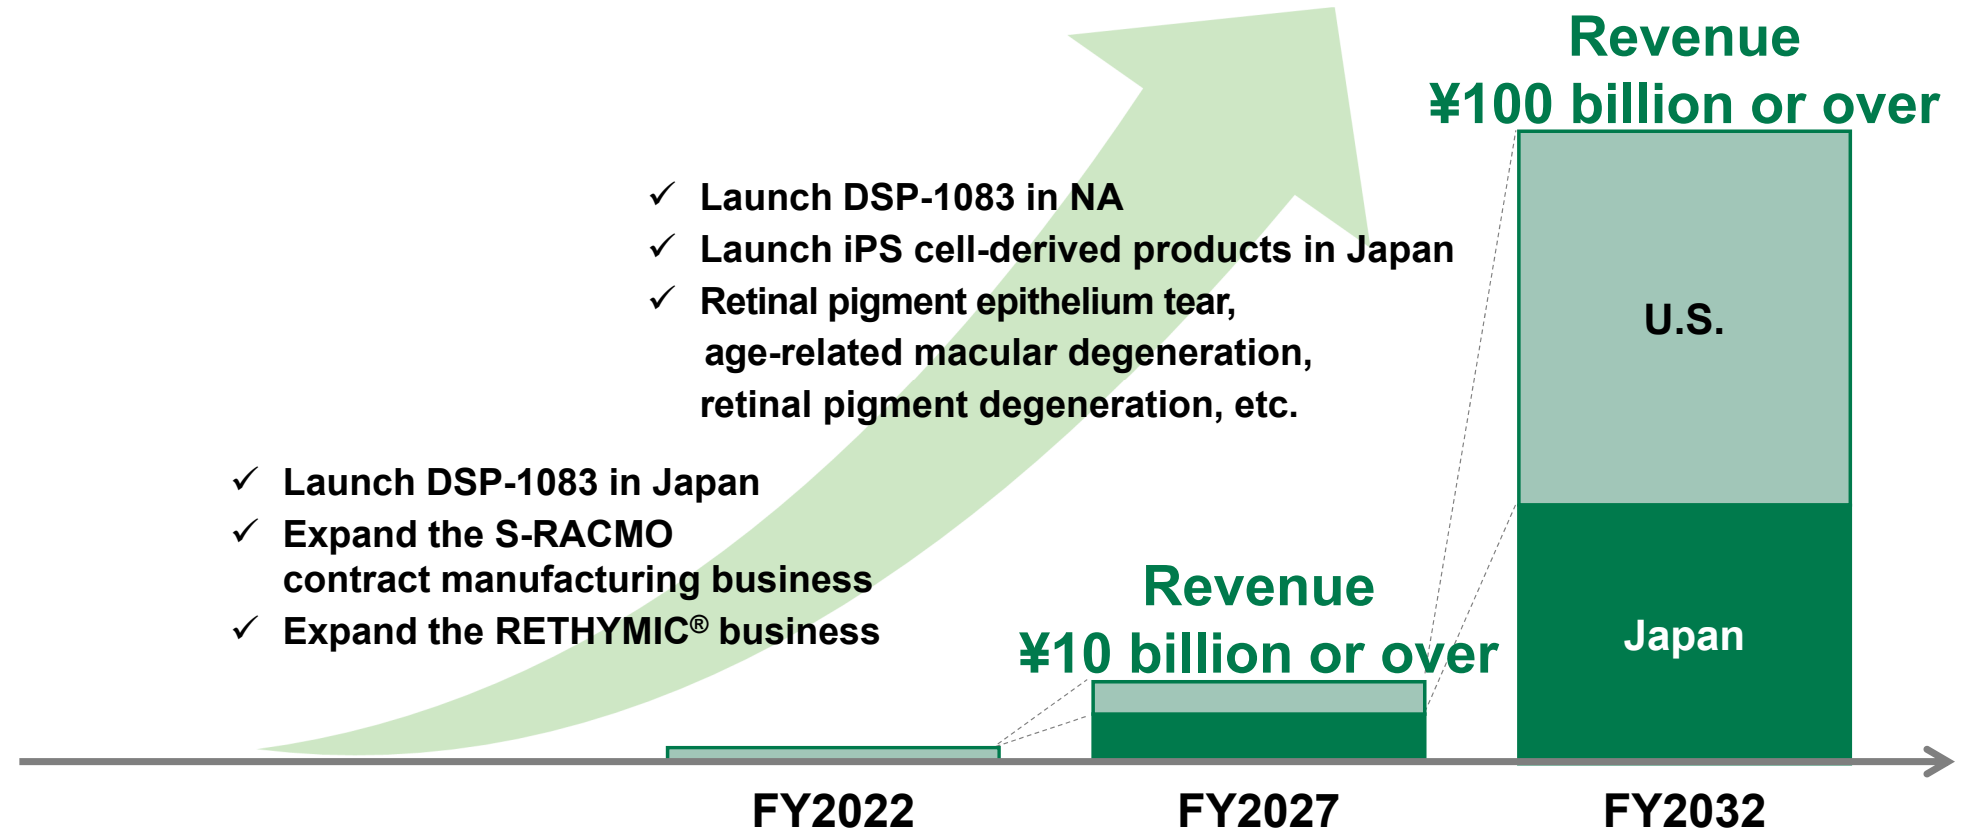 Revenue
¥100 billion or over
✓ Launch DSP-1083 in NA
✓ Launch iPS cell-derived products in Japan
✓ Retinal pigment epithelium tear,
age-related macular degeneration,
retinal pigment degeneration, etc.
U.S.
✓ Launch DSP-1083 in Japan
✓ Expand the S-RACMO
contract manufacturing business
✓ Expand the RETHYMIC® business
Revenue
¥10 billion or over
Japan
FY2022
FY2027
FY2032